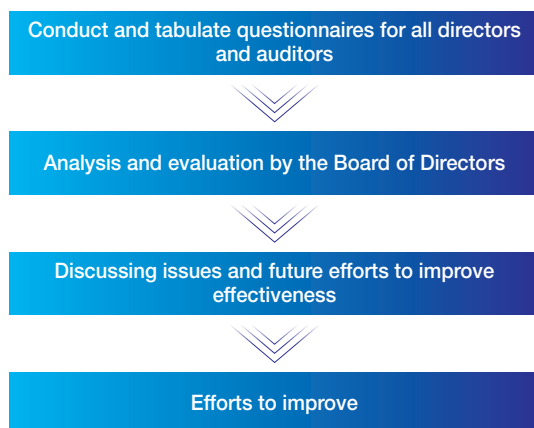 Conduct and tabulate questionnaires for all directors
and auditors
Analysis and evaluation by the Board of Directors
Discussing issues and future efforts to improve
effectiveness
Efforts to improve